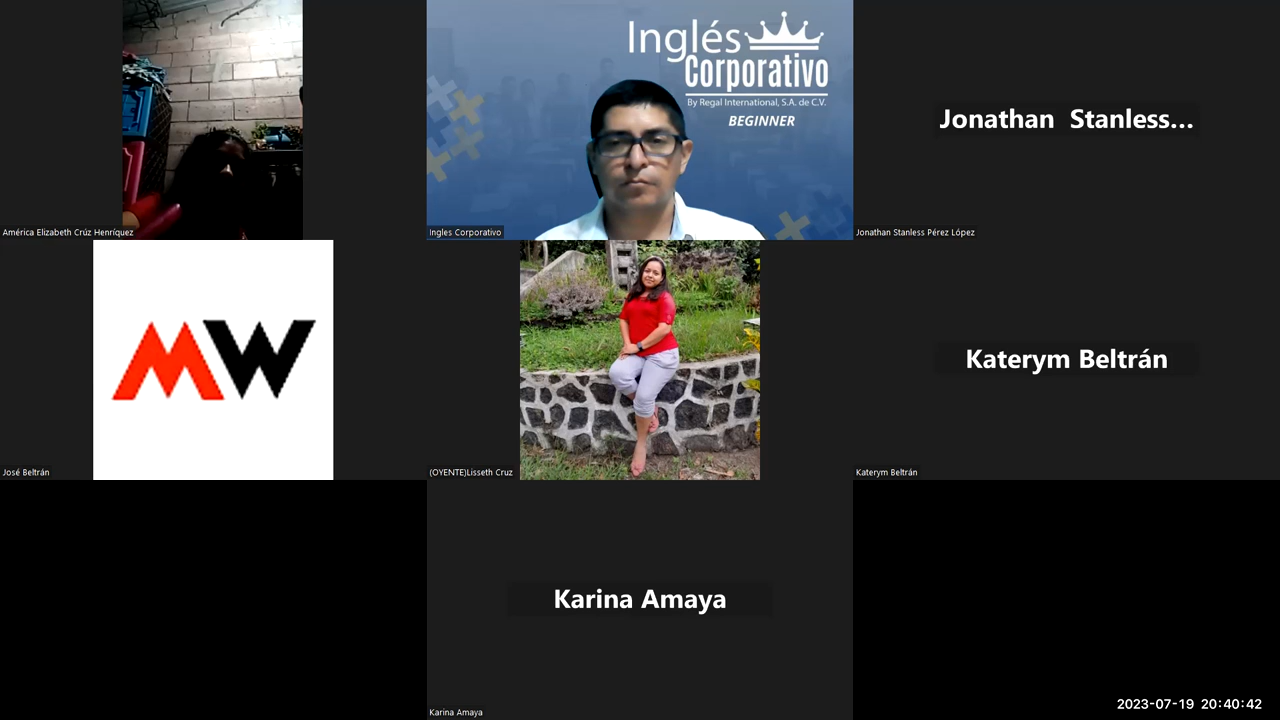 Inglés
Corporativo
By Regal International, S.A. de C.V.
BEGINNER
Jonathan Stanless...
América Elizabeth Crúz Henríquez
Ingles Corporativo
Jonathan Stanless Pérez López
MW
Katerym Beltrán
José Beltrán
(OYENTE)Lisseth Cruz
Katerym Beltrán
Karina Amaya
Karina Amaya
2023-07-19 20:40:42